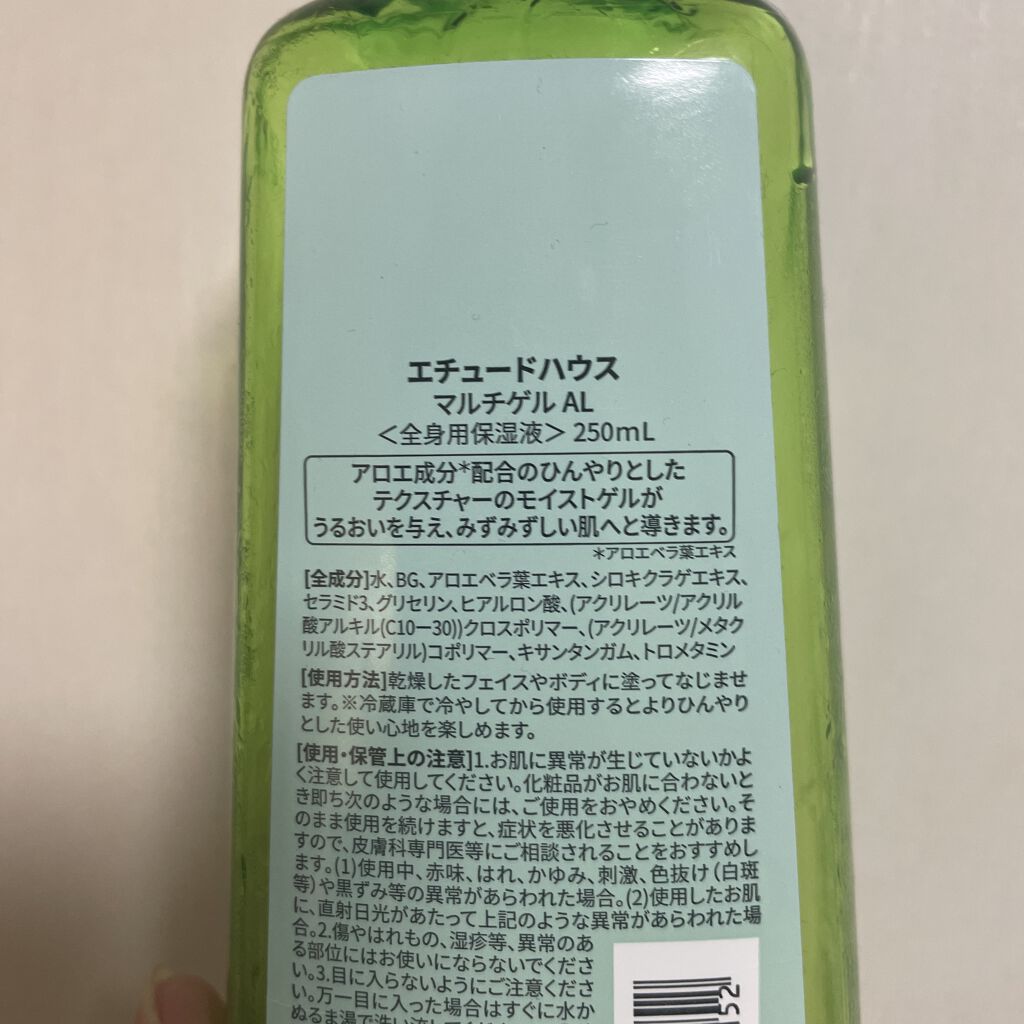 エチュードハウス
マルチゲル AL
＜全身用保湿液＞ 250mL
アロエ成分*配合のひんやりとした
テクスチャーのモイストゲルが
うるおいを与え、みずみずしい肌へと導きます。
*アロエベラ葉エキス
[全成分]水、BG、アロエベラ葉エキス、シロキクラゲエキス、
セラミド3、グリセリン、ヒアルロン酸、(アクリレーツ/アクリル
酸アルキル(C10ー30))クロスポリマー、(アクリレーツ/メタク
リル酸ステアリル)コポリマー、キサンタンガム、トロメタミン
[使用方法]乾燥したフェイスやボディに塗ってなじませ
ます。※冷蔵庫で冷やしてから使用するとよりひんやり
とした使い心地を楽しめます。
[使用・保管上の注意]1.お肌に異常が生じていないかよ
く注意して使用してください。化粧品がお肌に合わないと
き即ち次のような場合には、ご使用をおやめください。そ
のまま使用を続けますと、症状を悪化させることがありま
すので、皮膚科専門医等にご相談されることをおすすめし
ます。(1)使用中、赤味、はれ、かゆみ、刺激、色抜け(白斑
等)や黒ずみ等の異常があらわれた場合。(2)使用したお肌
に、直射日光があたって上記のような異常があらわれた場
合。2.傷やはれもの、湿疹等、異常のあ
る部位にはお使いにならないでくださ
い。3.目に入らないようにご注意くださ
い。万一目に入った場合はすぐに水か
ぬるま湯で洗い流してくだ
52